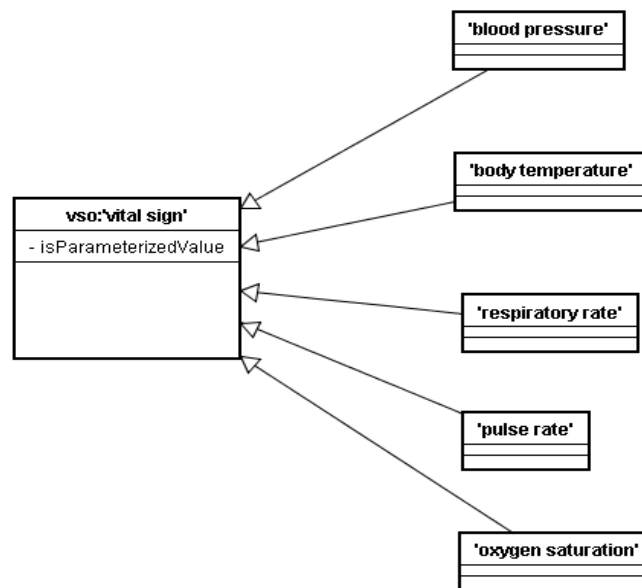 'blood pressure'
'body temperature'
vso:'vital sign'
- isParameterizedValue
'respiratory rate'
'pulse rate'
'oxygen saturation'